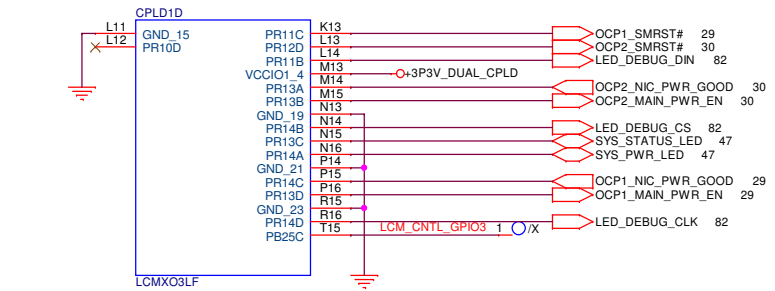 CPLD1D
L11 GND_15 PR11C K13 OCP1_SMRST# 29
L12 PR10D PR12D L13 OCP2_SMRST# 30
PR11B L14 LED_DEBUG_DIN 82
VCCIO1_4 M13 +3P3V_DUAL_CPLD
PR13A M14 OCP2_NIC_PWR_GOOD 30
PR13B M15 OCP2_MAIN_PWR_EN 30
GND_19 N13
PR14B N14 LED_DEBUG_CS 82
PR13C N15 SYS_STATUS_LED 47
PR14A N16 SYS_PWR_LED 47
GND_21 P14
PR14C P15 OCP1_NIC_PWR_GOOD 29
PR13D P16 OCP1_MAIN_PWR_EN 29
GND_23 R15
PR14D R16 LED_DEBUG_CLK 82
PB25C T15 LCM_CNTL_GPIO3 1 /X
LCMXO3LF